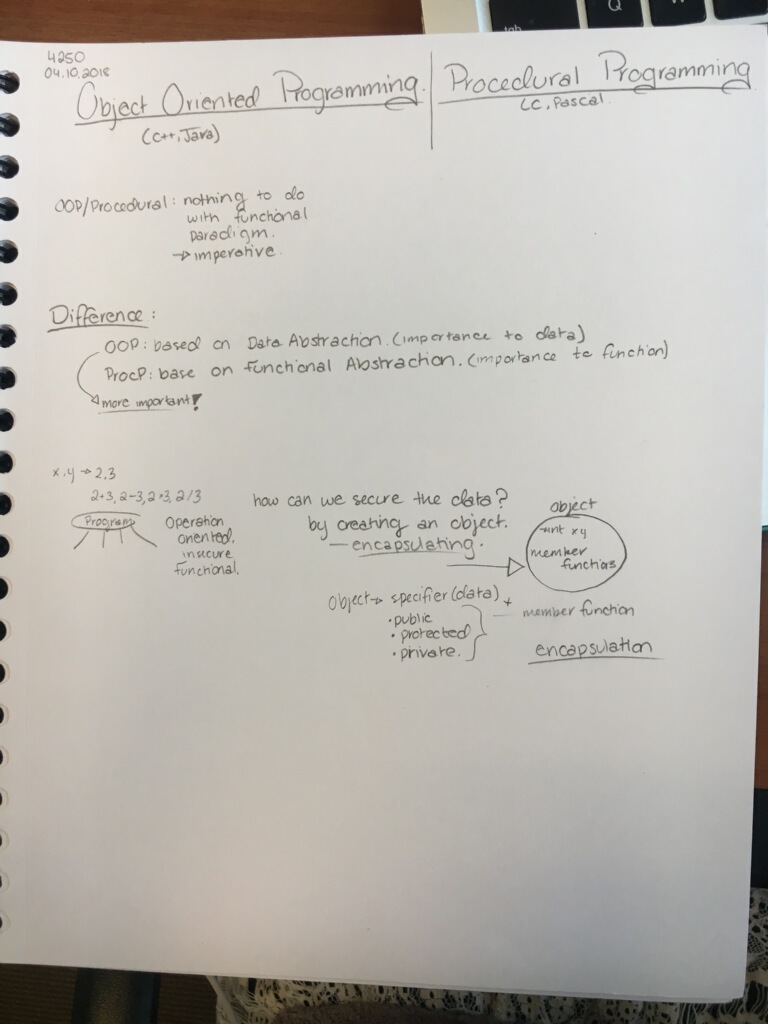 4250
04.10.2018
Object Oriented Programming.
(C++, Java)
Procedural Programming
(C, Pascal.
OOP/Procedural: nothing to do
with functional
paradigm.
→ imperative.
Difference:
OOP: based on Data Abstraction. (importance to data)
ProcP: base on functional Abstraction. (importance to function)
more important!
x,y → 2,3
2+3, 2-3, 2*3, 2/3
Program
Operation
oriented.
insecure
functional.
how can we secure the data?
by creating an object.
— encapsulating.
object
int xy
member
functions
Object → specifier (data) +
• public
• protected
• private.
member function
encapsulation
Q
tab